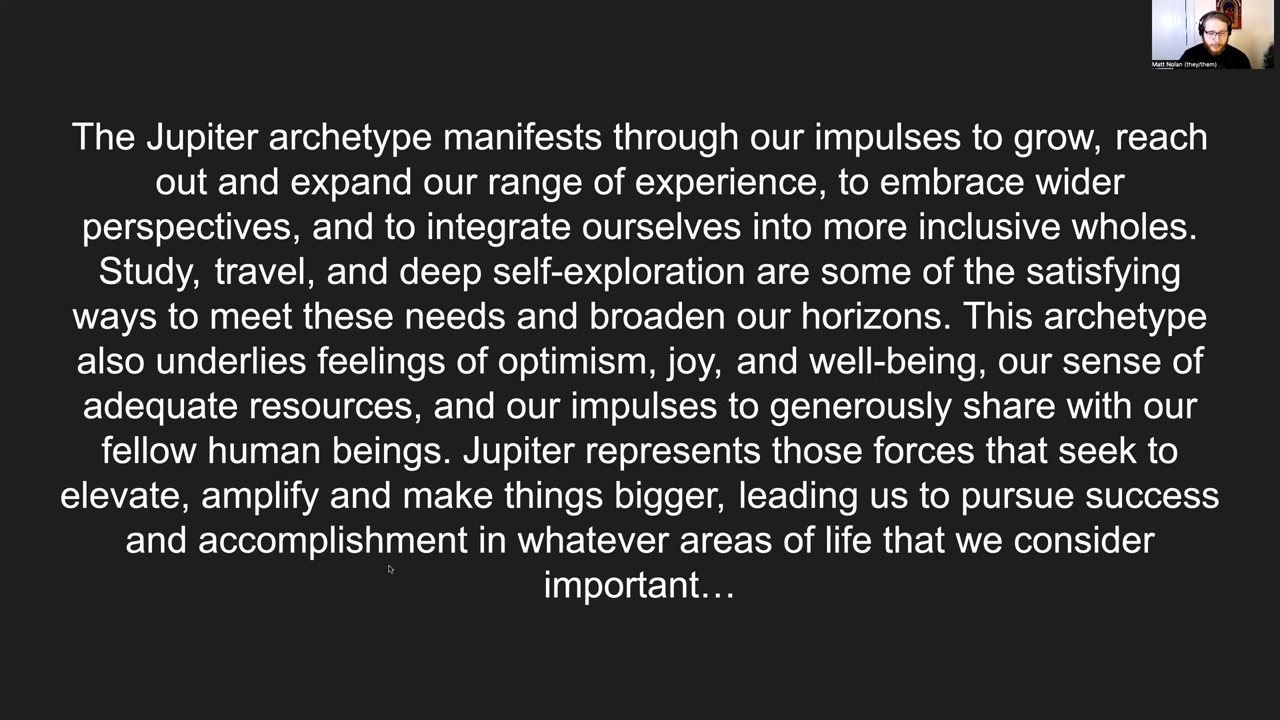 Matt Nolan (they/them)
The Jupiter archetype manifests through our impulses to grow, reach
out and expand our range of experience, to embrace wider
perspectives, and to integrate ourselves into more inclusive wholes.
Study, travel, and deep self-exploration are some of the satisfying
ways to meet these needs and broaden our horizons. This archetype
also underlies feelings of optimism, joy, and well-being, our sense of
adequate resources, and our impulses to generously share with our
fellow human beings. Jupiter represents those forces that seek to
elevate, amplify and make things bigger, leading us to pursue success
and accomplishment in whatever areas of life that we consider
important…